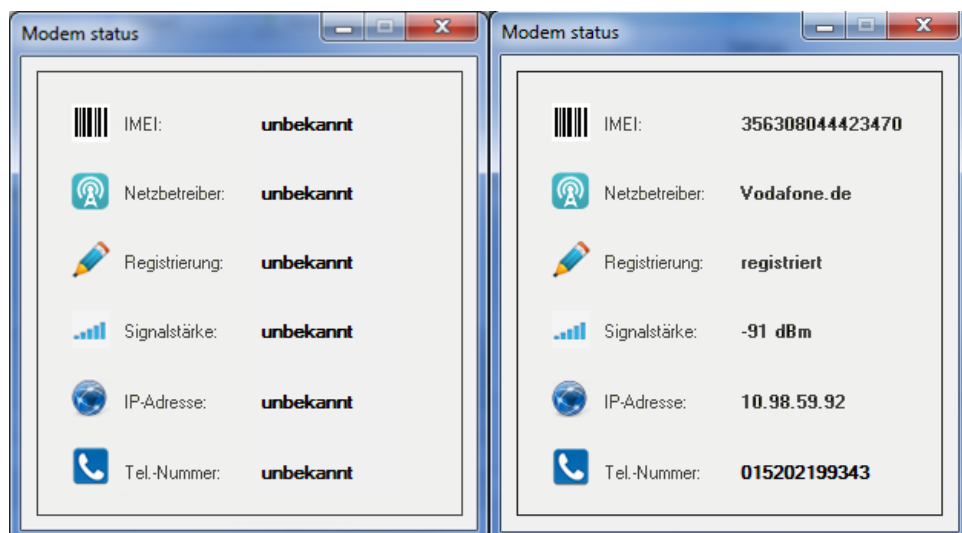 Modem status
IMEI: unbekannt
Netzbetreiber: unbekannt
Registrierung: unbekannt
Signalstärke: unbekannt
IP-Adresse: unbekannt
Tel.-Nummer: unbekannt
Modem status
IMEI: 356308044423470
Netzbetreiber: Vodafone.de
Registrierung: registriert
Signalstärke: -91 dBm
IP-Adresse: 10.98.59.92
Tel.-Nummer: 015202199343